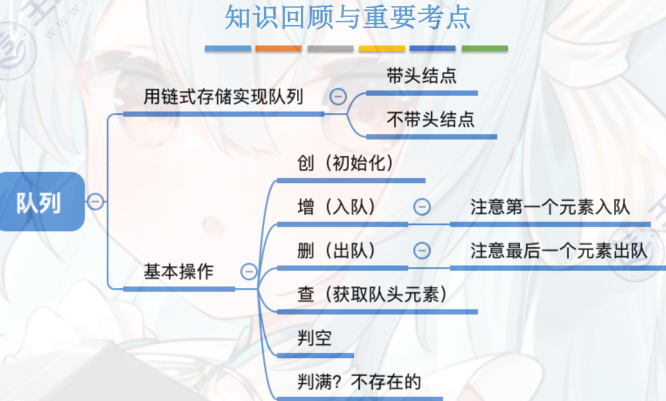 知识回顾与重要考点
带头结点
用链式存储实现队列
不带头结点
创（初始化）
队列
增（入队）
注意第一个元素入队
删（出队）
注意最后一个元素出队
基本操作
查（获取队头元素）
判空
判满？不存在的